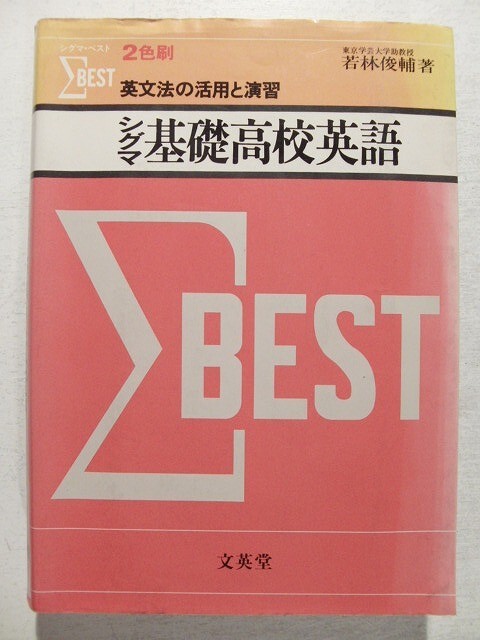 シグマ・ベスト
ΣBEST
2色刷
東京学芸大学助教授
若林俊輔著
英文法の活用と演習
シグマ基礎高校英語
ΣBEST
文英堂